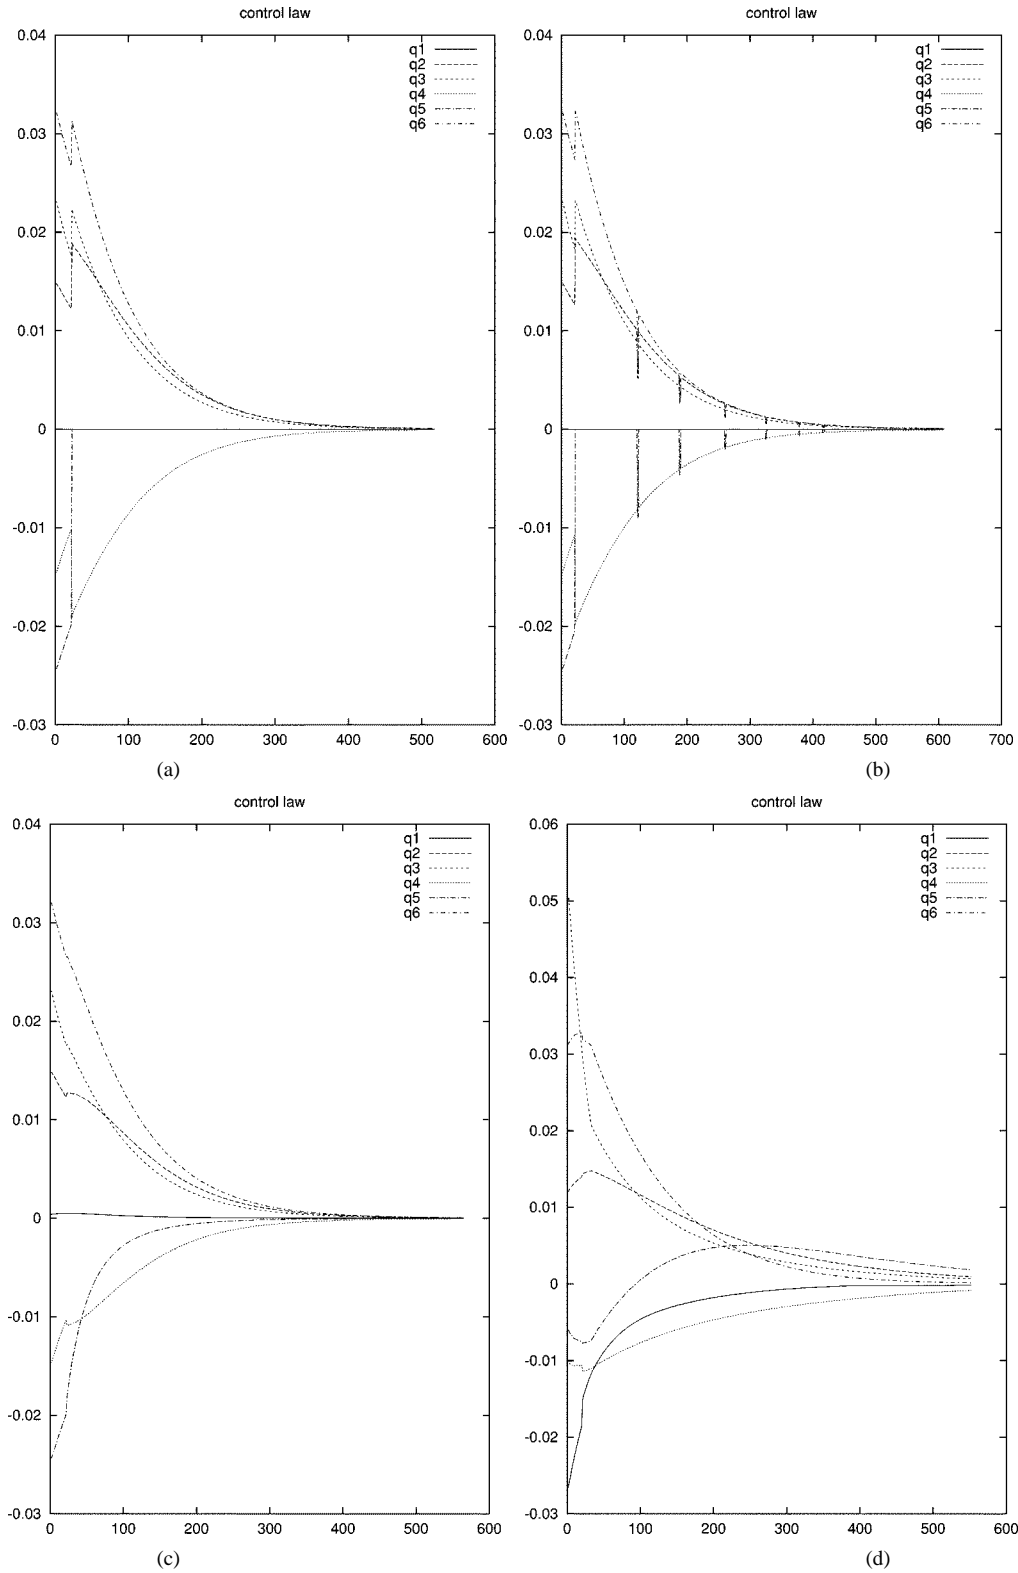 control law
0.04
0.03
0.02
0.01
0
-0.01
-0.02
-0.03
0 100 200 300 400 500 600
q1
q2
q3
q4
q5
q6
(a)
control law
0.04
0.03
0.02
0.01
0
-0.01
-0.02
-0.03
0 100 200 300 400 500 600 700
q1
q2
q3
q4
q5
q6
(b)
control law
0.04
0.03
0.02
0.01
0
-0.01
-0.02
-0.03
0 100 200 300 400 500 600
q1
q2
q3
q4
q5
q6
(c)
control law
0.06
0.05
0.04
0.03
0.02
0.01
0
-0.01
-0.02
-0.03
0 100 200 300 400 500 600
q1
q2
q3
q4
q5
q6
(d)